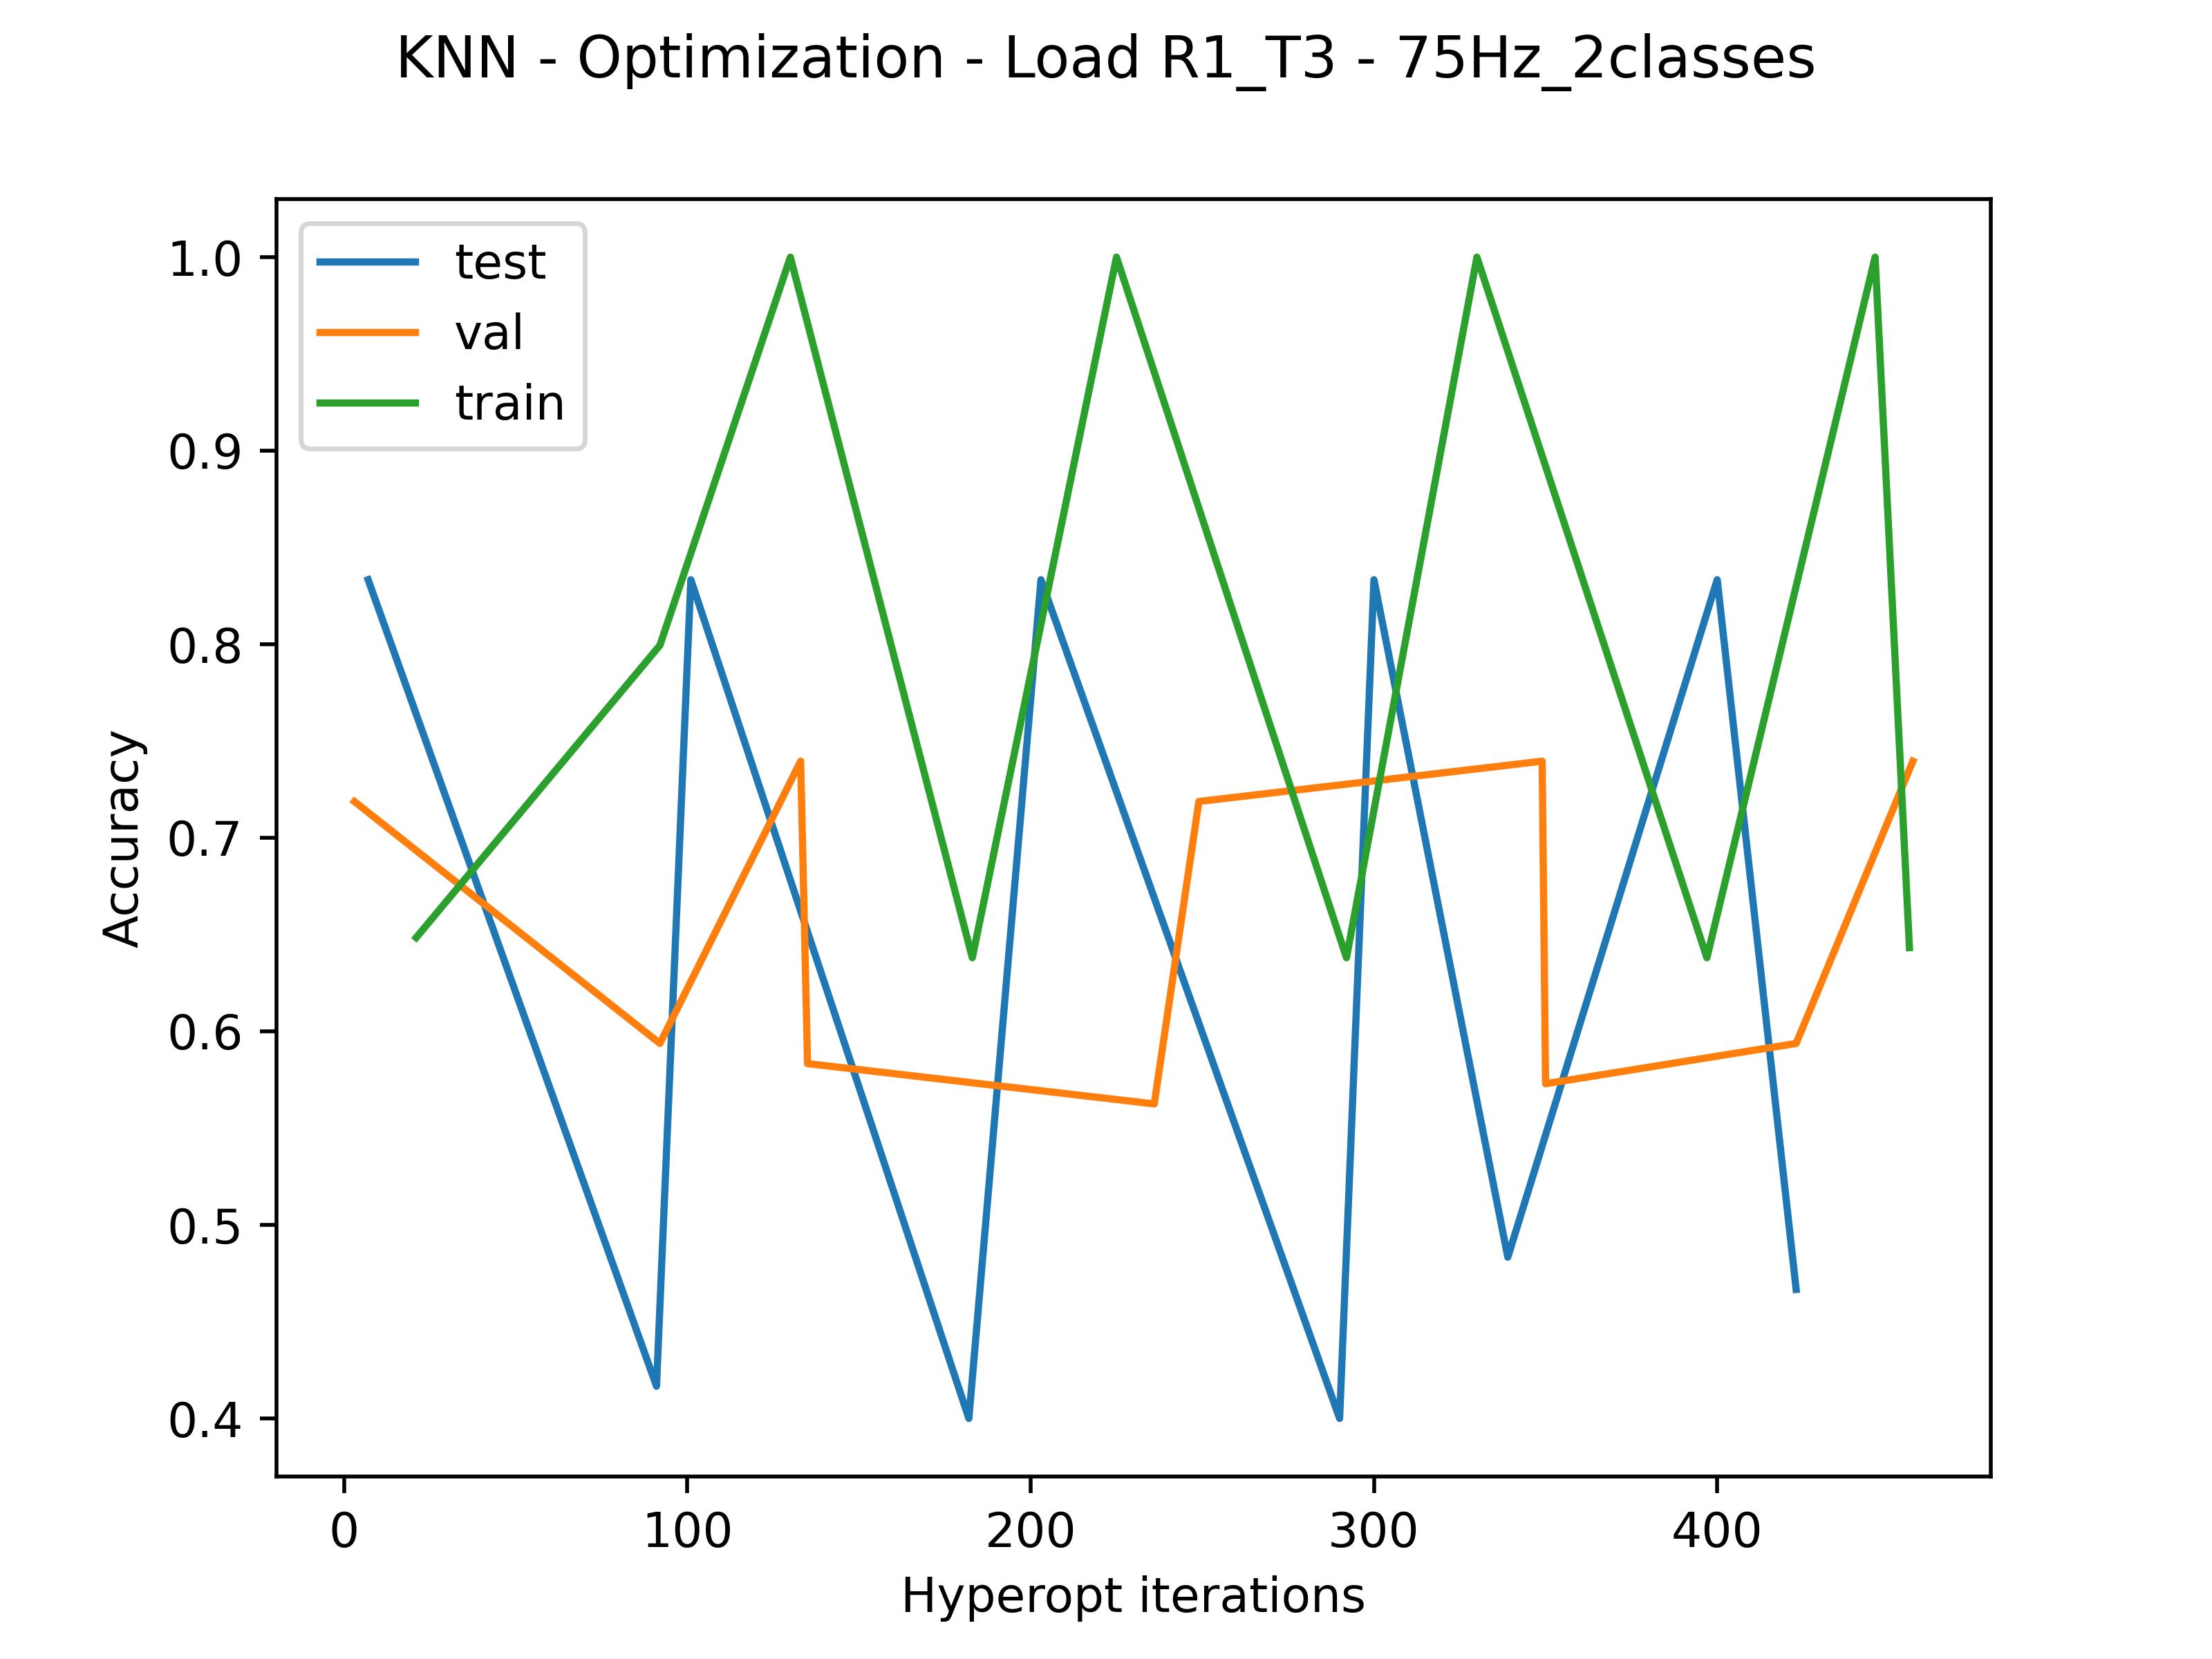 KNN - Optimization - Load R1_T3 - 75Hz_2classes
test
val
train
1.0
0.9
0.8
0.7
0.6
0.5
0.4
Accuracy
0 100 200 300 400
Hyperopt iterations